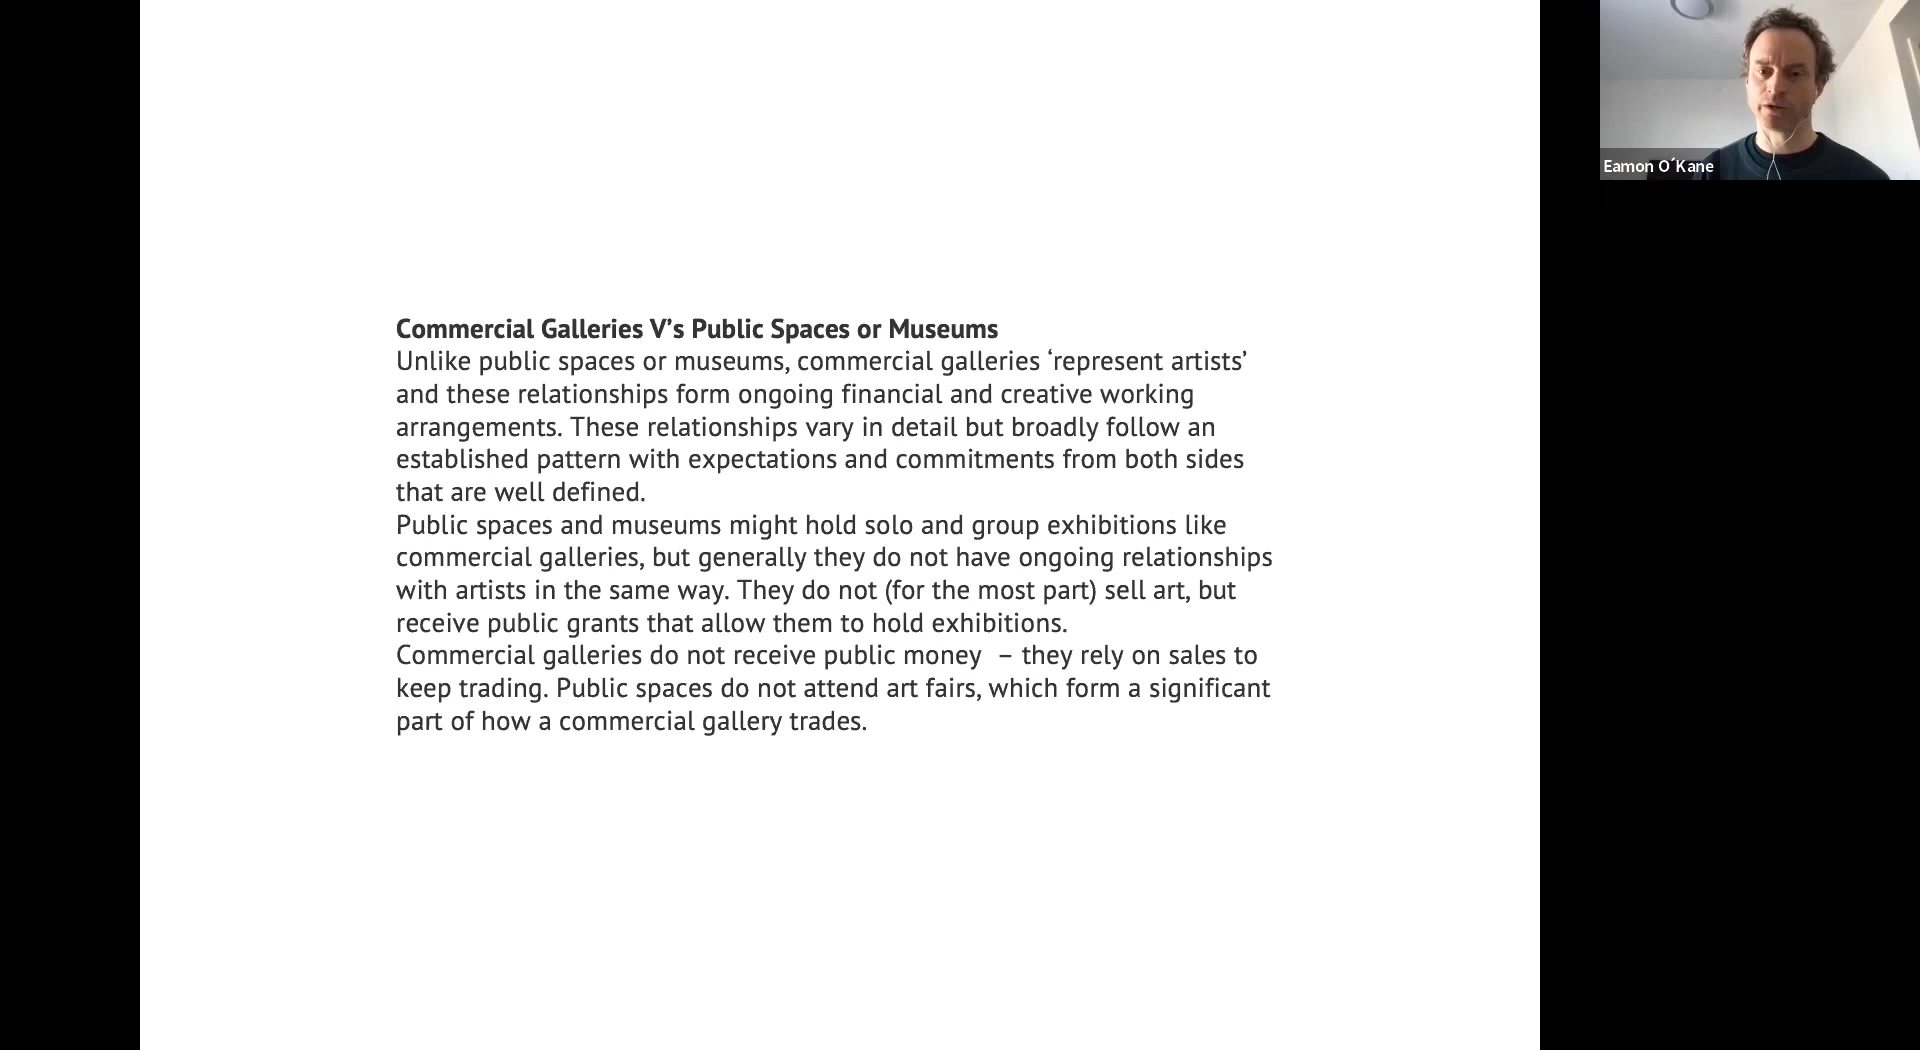 Commercial Galleries V’s Public Spaces or Museums
Unlike public spaces or museums, commercial galleries ‘represent artists’
and these relationships form ongoing financial and creative working
arrangements. These relationships vary in detail but broadly follow an
established pattern with expectations and commitments from both sides
that are well defined.
Public spaces and museums might hold solo and group exhibitions like
commercial galleries, but generally they do not have ongoing relationships
with artists in the same way. They do not (for the most part) sell art, but
receive public grants that allow them to hold exhibitions.
Commercial galleries do not receive public money  – they rely on sales to
keep trading. Public spaces do not attend art fairs, which form a significant
part of how a commercial gallery trades.
Eamon O´Kane